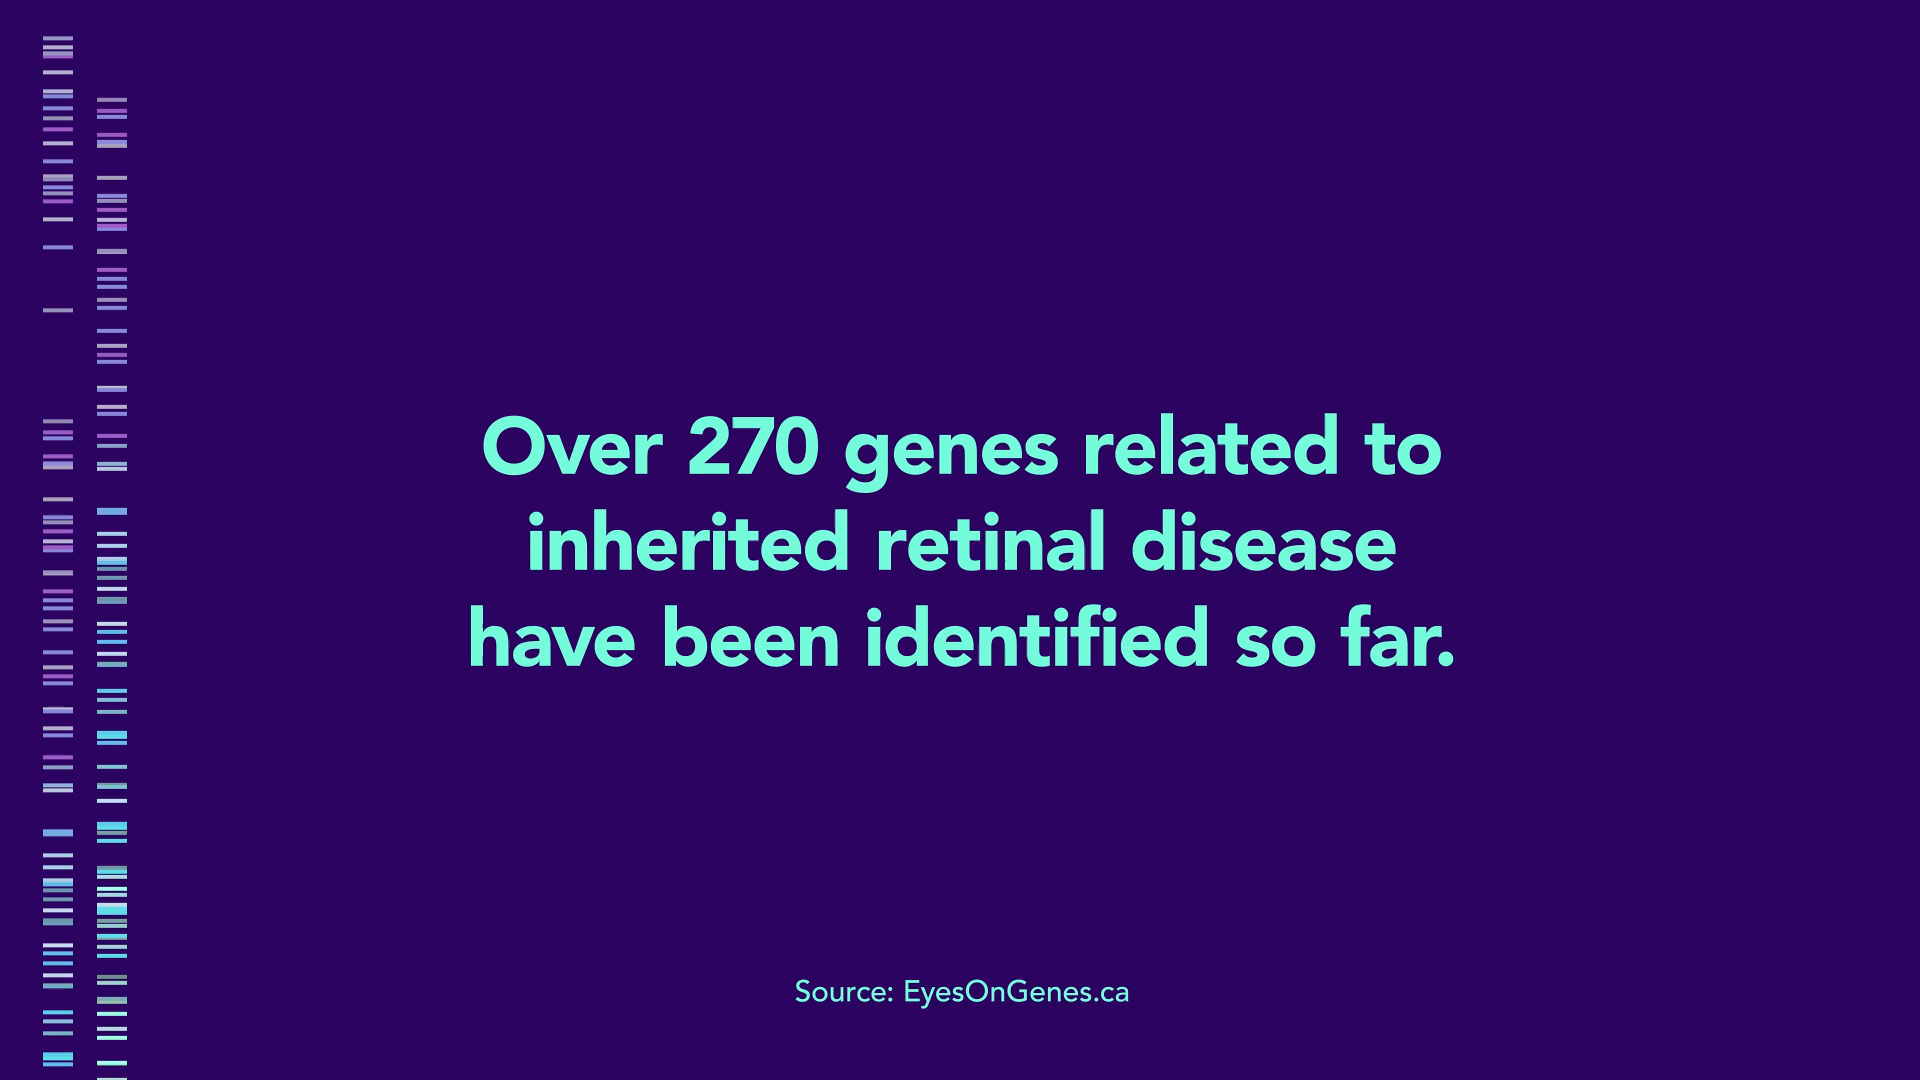 Over 270 genes related to
inherited retinal disease
have been identified so far.
Source: EyesOnGenes.ca